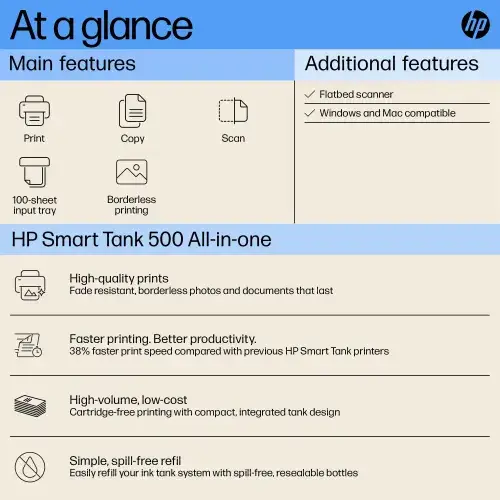 At a glance
hp
Main features
Additional features
Print
Copy
Scan
100-sheet
input tray
Borderless
printing
Flatbed scanner
Windows and Mac compatible
HP Smart Tank 500 All-in-one
High-quality prints
Fade resistant, borderless photos and documents that last
Faster printing. Better productivity.
38% faster print speed compared with previous HP Smart Tank printers
High-volume, low-cost
Cartridge-free printing with compact, integrated tank design
Simple, spill-free refil
Easily refill your ink tank system with spill-free, resealable bottles